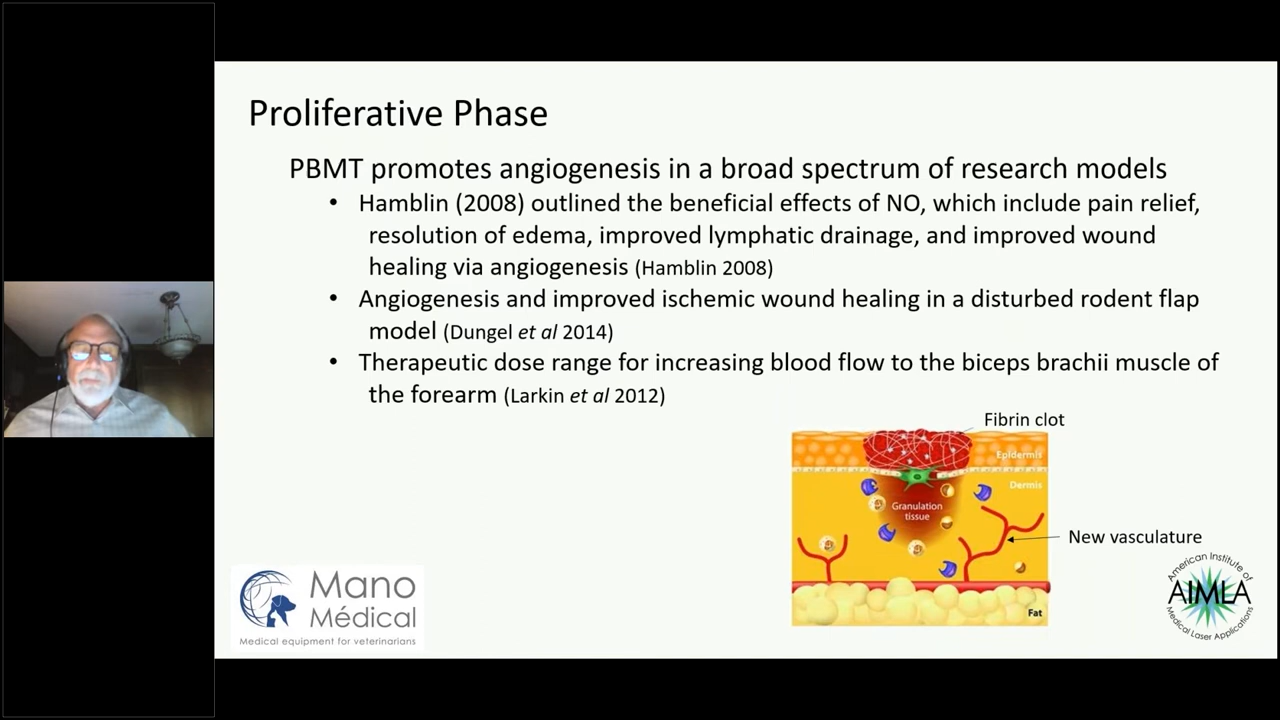 Proliferative Phase
PBMT promotes angiogenesis in a broad spectrum of research models
• Hamblin (2008) outlined the beneficial effects of NO, which include pain relief,
resolution of edema, improved lymphatic drainage, and improved wound
healing via angiogenesis (Hamblin 2008)
• Angiogenesis and improved ischemic wound healing in a disturbed rodent flap
model (Dungel et al 2014)
• Therapeutic dose range for increasing blood flow to the biceps brachii muscle of
the forearm (Larkin et al 2012)
Fibrin clot
Epidermis
Dermis
Granulation
tissue
New vasculature
Fat
Mano
Médical
Medical equipment for veterinarians
American Institute of
AIMLA
Medical Laser Applications